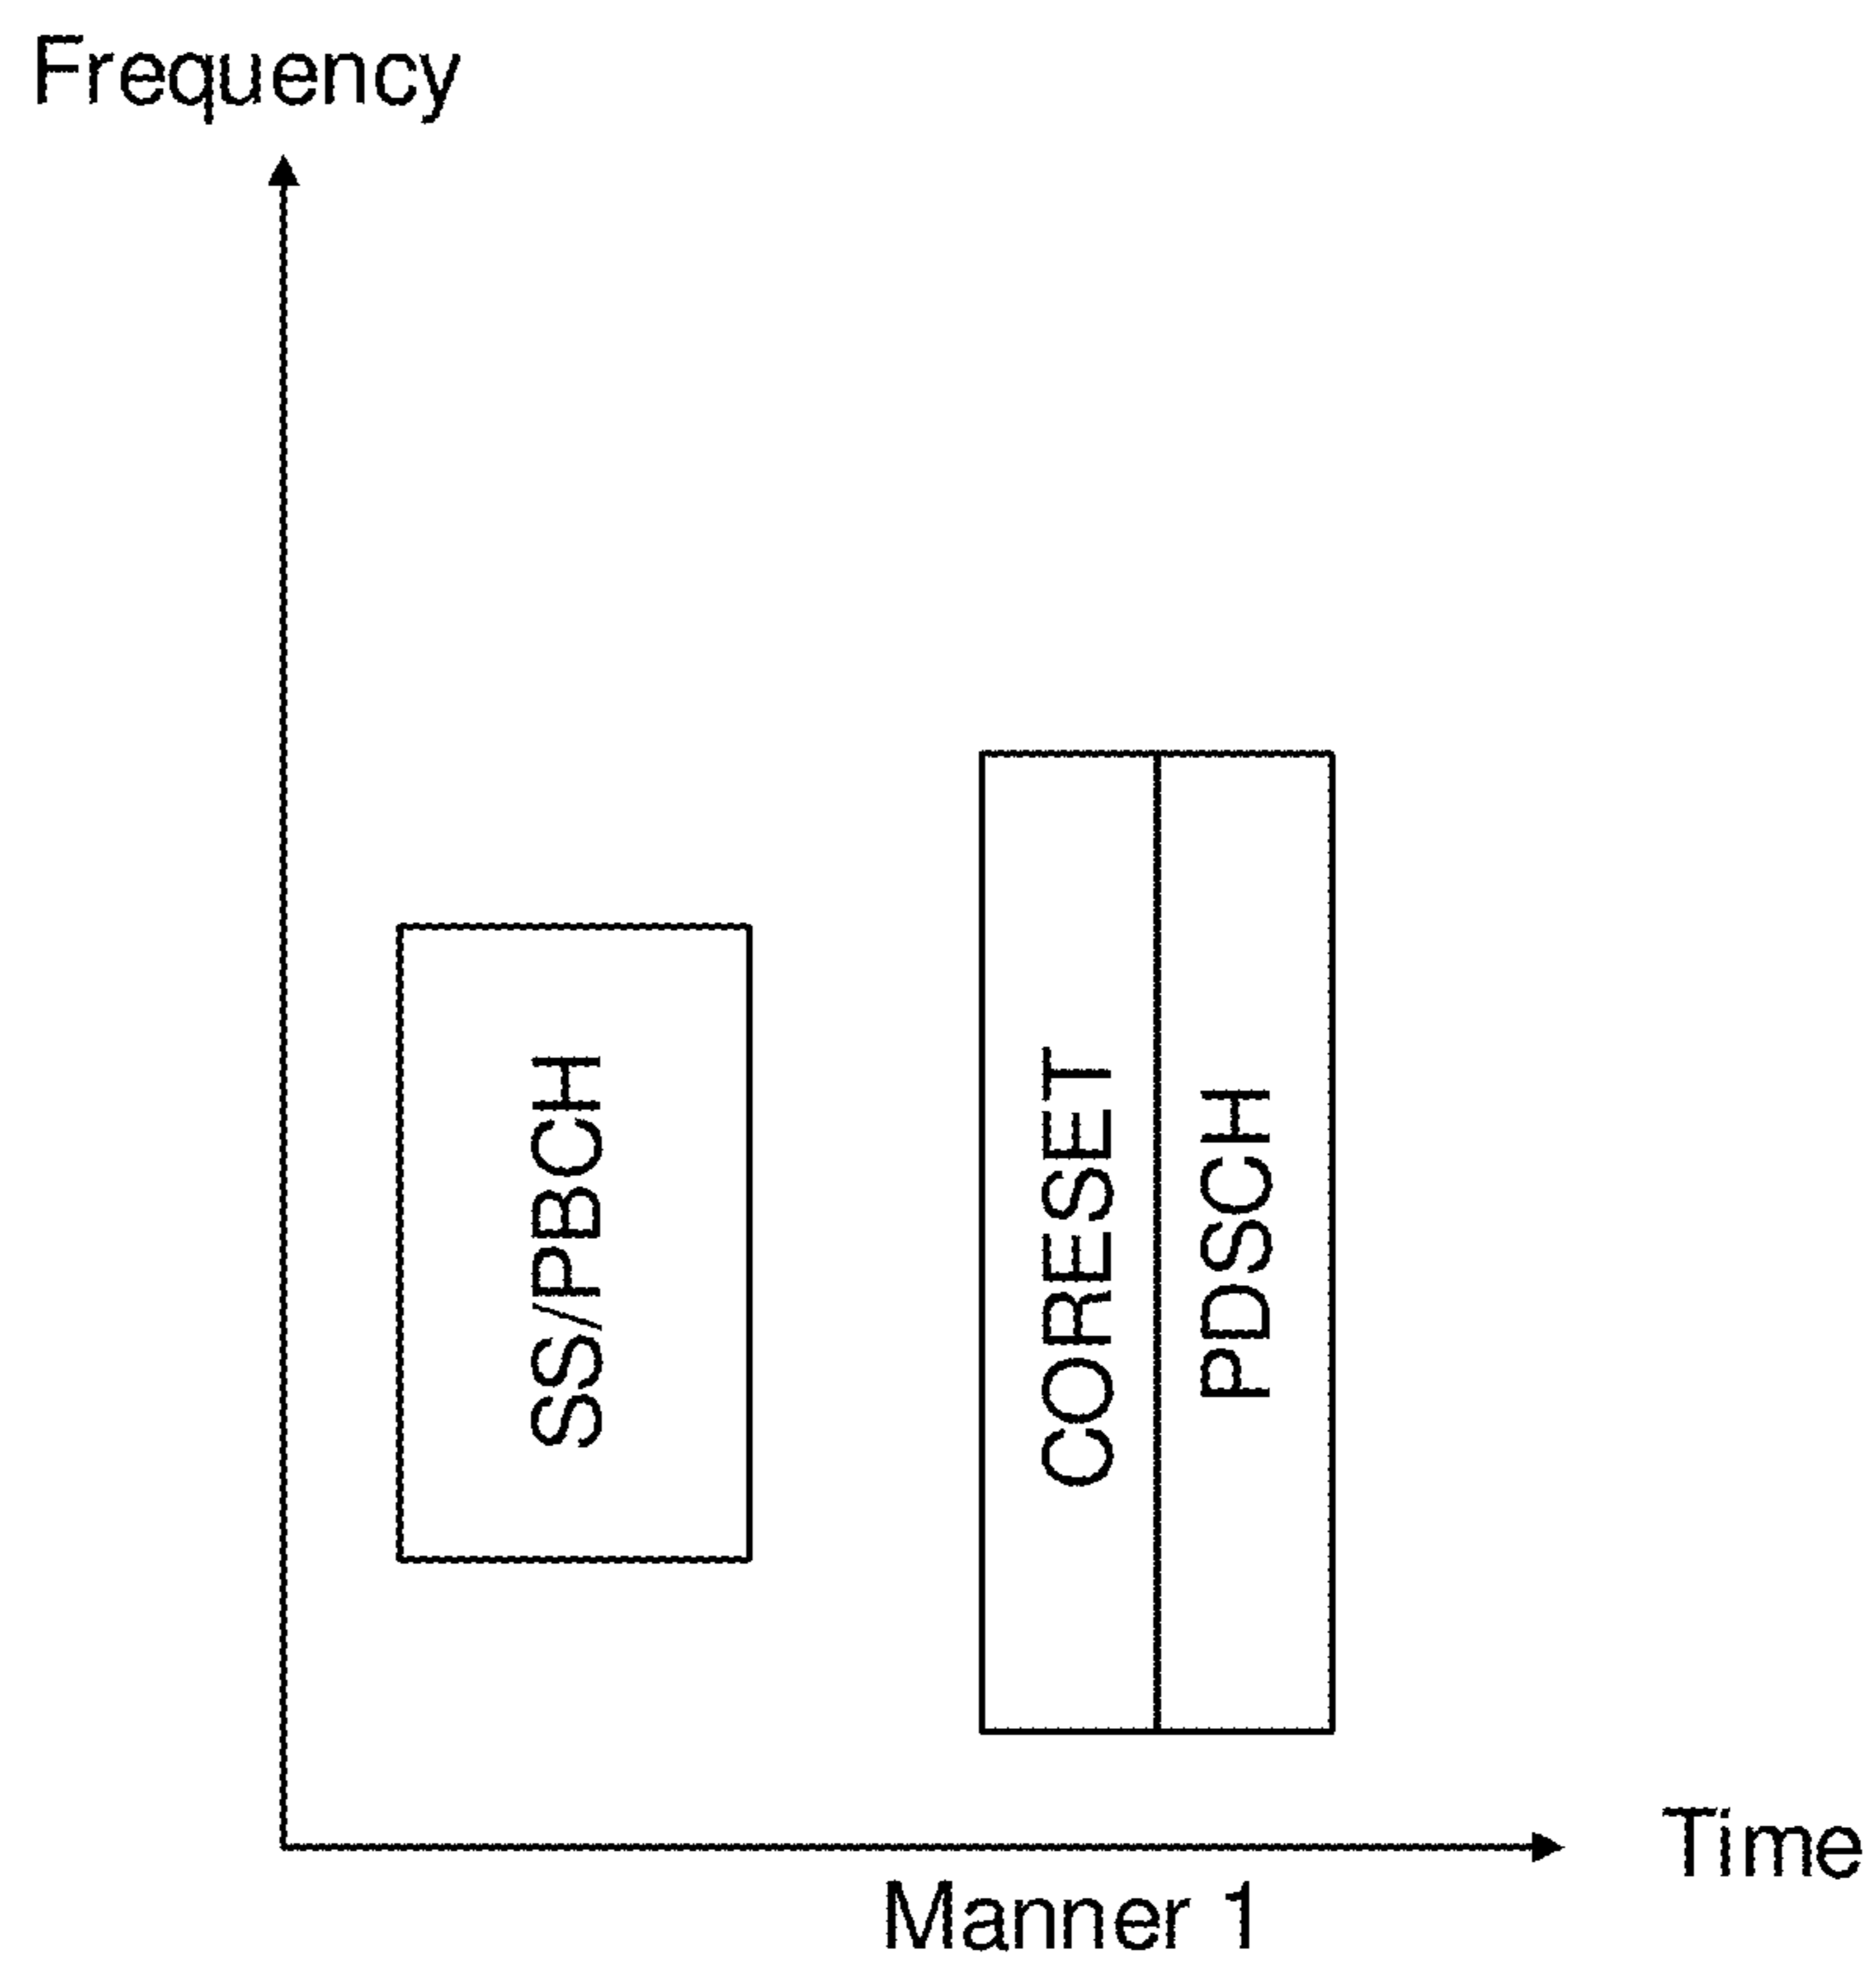 Frequency
SS/PBCH
CORESET
PDSCH
Time
Manner 1